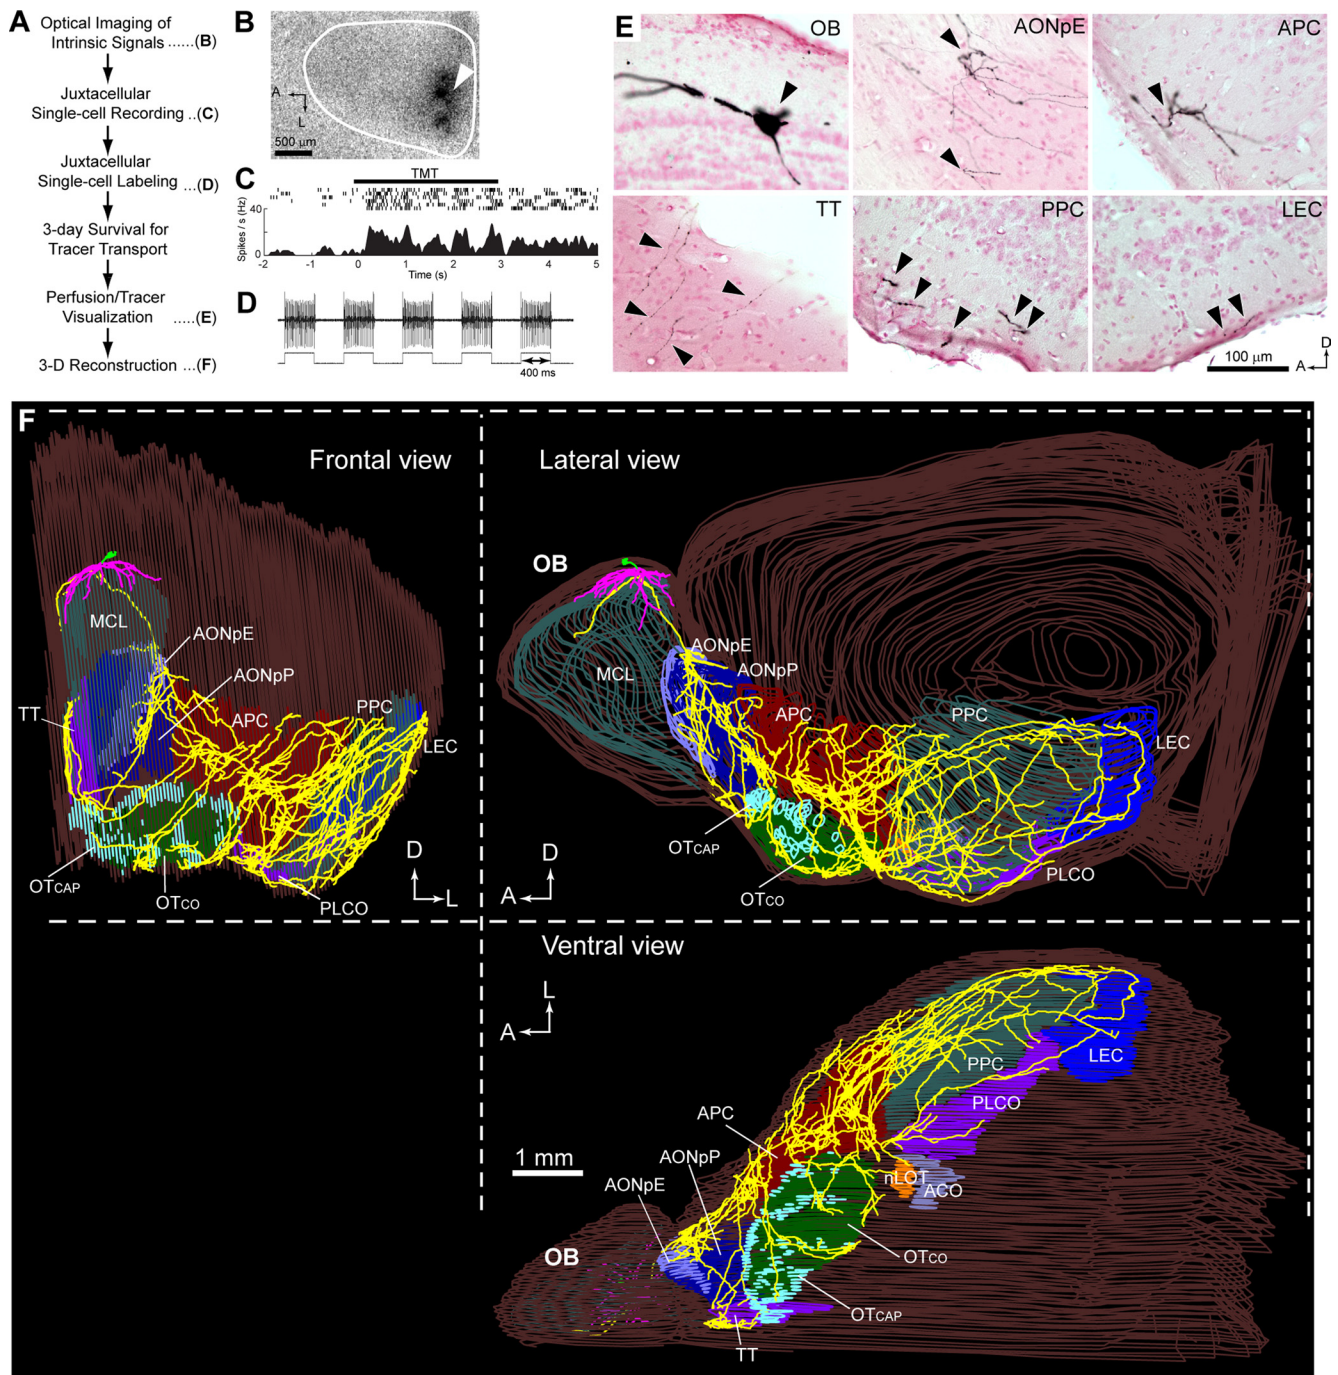 A
Optical Imaging of
Intrinsic Signals ......(B)
Juxtacellular
Single-cell Recording ..(C)
Juxtacellular
Single-cell Labeling ...(D)
3-day Survival for
Tracer Transport
Perfusion/Tracer
Visualization .....(E)
3-D Reconstruction ...(F)
B
A
L
500 µm
C
TMT
40
0
Spikes / s (Hz)
-2 -1 0 1 2 3 4 5
Time (s)
D
400 ms
E
OB
AONpE
APC
TT
PPC
LEC
100 µm
D
A
F
Frontal view
MCL
AONpE
AONpP
TT
APC
PPC
LEC
OTCAP
OTCO
PLCO
D
L
Lateral view
OB
MCL
AONpE
AONpP
APC
PPC
LEC
OTCAP
OTCO
PLCO
D
A
Ventral view
L
A
1 mm
OB
AONpE
AONpP
APC
PPC
LEC
PLCO
nLOT
ACO
OTCO
OTCAP
TT